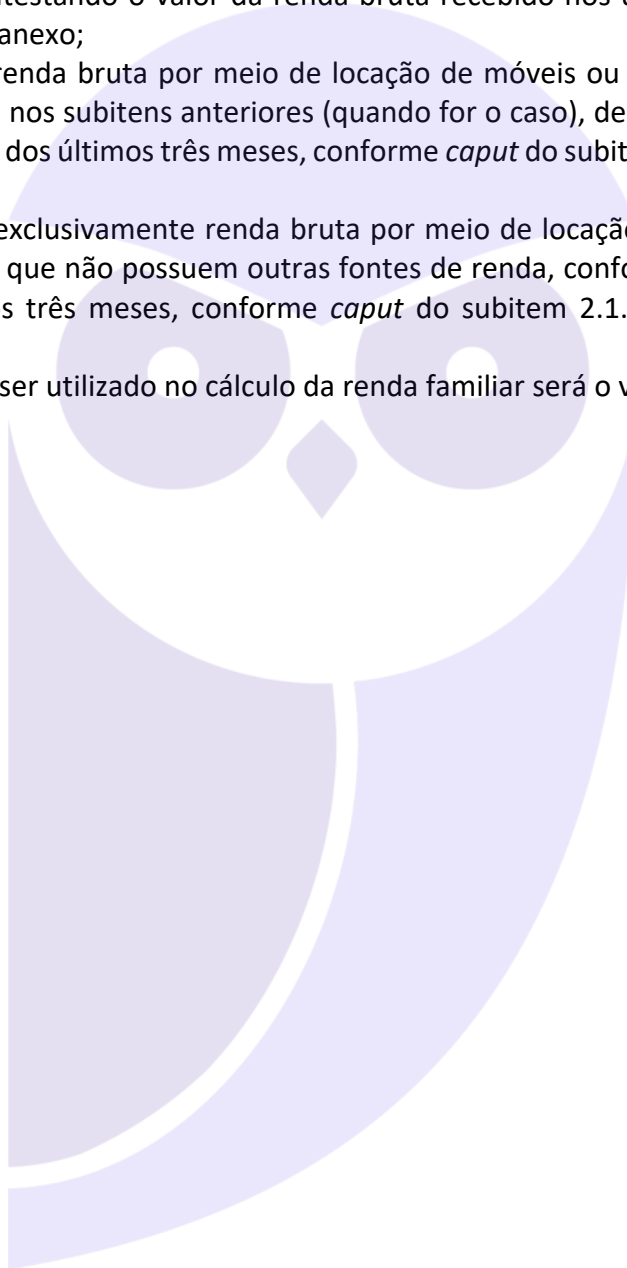 atestando o valor da renda bruta recebido nos
anexo;
renda bruta por meio de locação de móveis ou
nos subitens anteriores (quando for o caso), de
dos últimos três meses, conforme caput do
exclusivamente renda bruta por meio de
que não possuem outras fontes de renda,
s três meses, conforme caput do subitem 2.1.
ser utilizado no cálculo da renda familiar será o